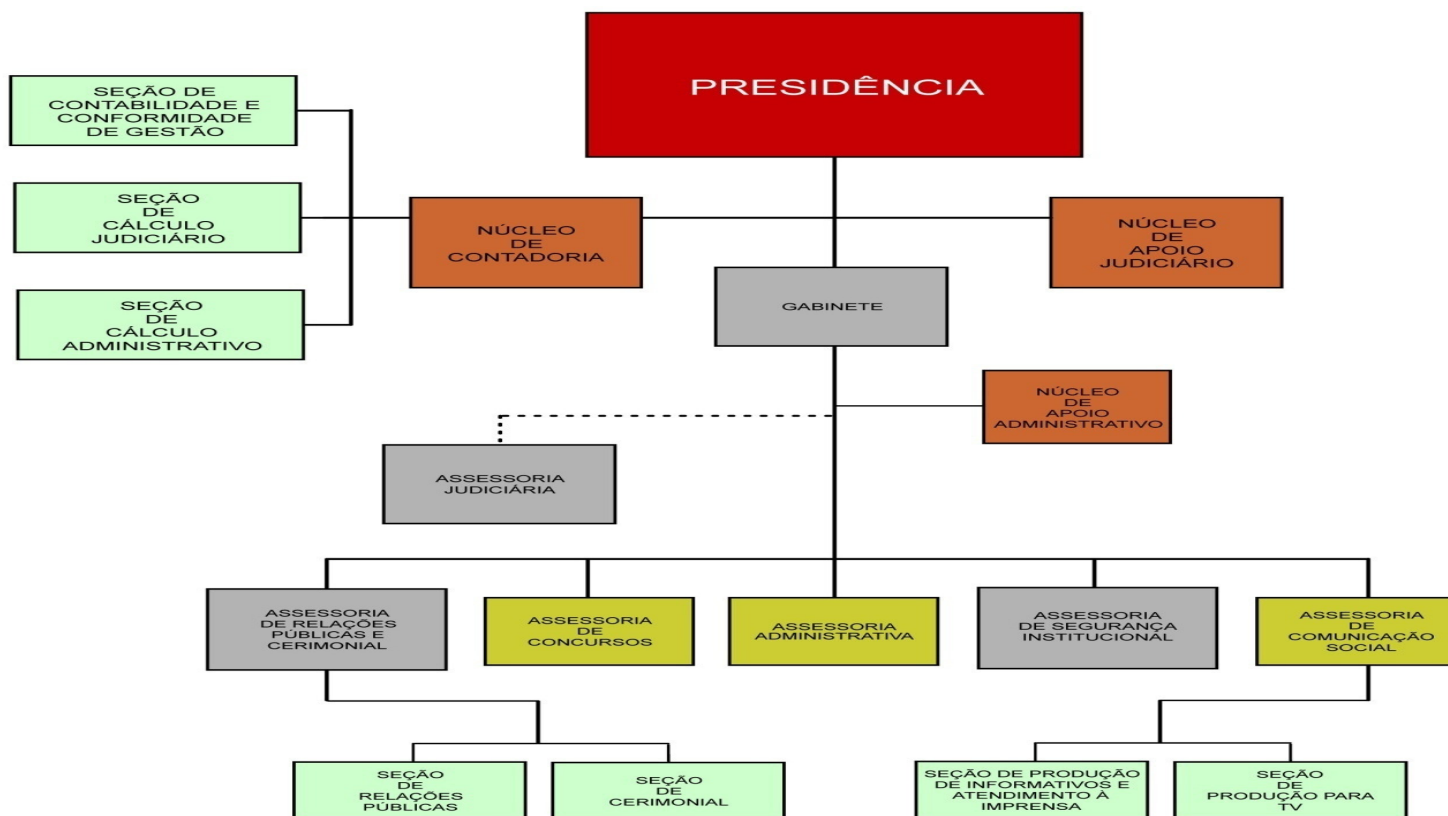 PRESIDÊNCIA
SEÇÃO DE
CONTABILIDADE E
CONFORMIDADE
DE GESTÃO
SEÇÃO
DE
CÁLCULO
JUDICIÁRIO
SEÇÃO
DE
CÁLCULO
ADMINISTRATIVO
NÚCLEO
DE
CONTADORIA
NÚCLEO
DE
APOIO
JUDICIÁRIO
GABINETE
NÚCLEO
DE
APOIO
ADMINISTRATIVO
ASSESSORIA
JUDICIÁRIA
ASSESSORIA
DE RELAÇÕES
PÚBLICAS E
CERIMONIAL
ASSESSORIA
DE
CONCURSOS
ASSESSORIA
ADMINISTRATIVA
ASSESSORIA
DE SEGURANÇA
INSTITUCIONAL
ASSESSORIA
DE
COMUNICAÇÃO
SOCIAL
SEÇÃO
DE
RELAÇÕES
PÚBLICAS
SEÇÃO
DE
CERIMONIAL
SEÇÃO DE PRODUÇÃO
DE INFORMATIVOS E
ATENDIMENTO À
IMPRENSA
SEÇÃO
DE
PRODUÇÃO PARA
TV